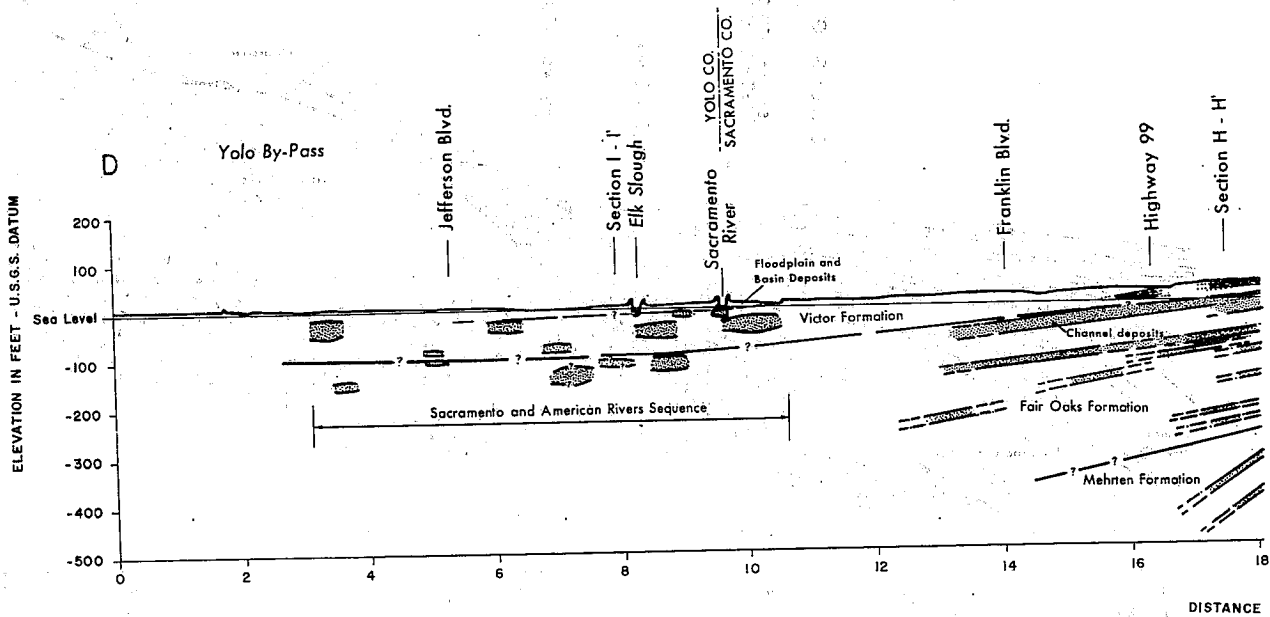 YOLO CO.
SACRAMENTO CO.
D
Yolo By-Pass
Jefferson Blvd.
Section I - I'
Elk Slough
Sacramento
River
Franklin Blvd.
Highway 99
Section H - H'
ELEVATION IN FEET - U.S.G.S. DATUM
200
100
Sea Level
-100
-200
-300
-400
-500
Floodplain and
Basin Deposits
?
Victor Formation
Channel deposits
?
?
?
?
?
Sacramento and American Rivers Sequence
Fair Oaks Formation
?
?
Mehrten Formation
0
2
4
6
8
10
12
14
16
18
DISTANCE